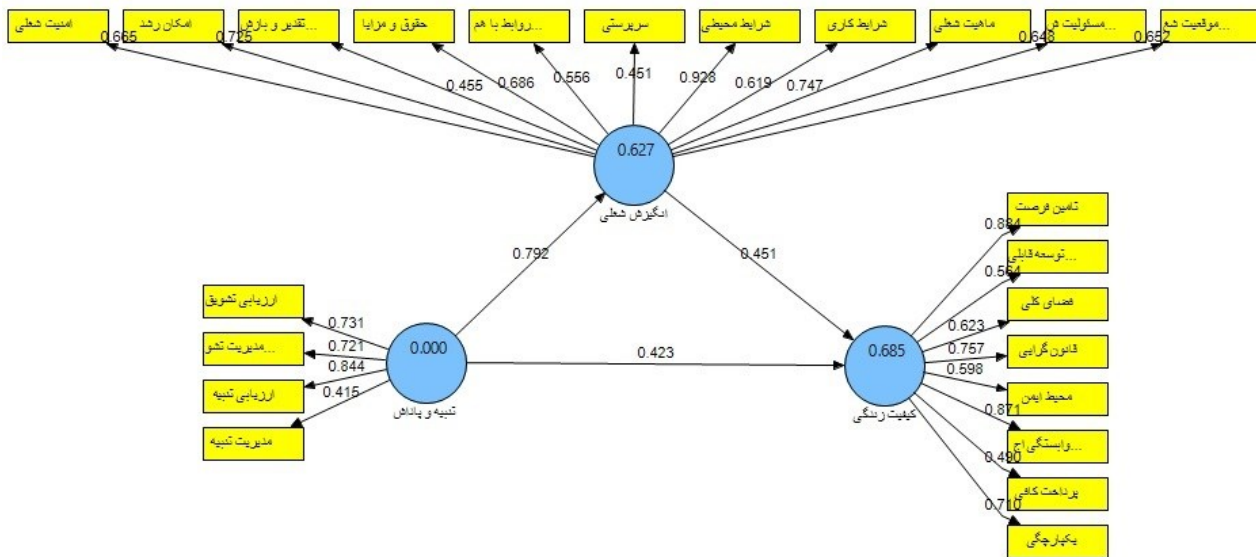 امنیت شغلی
امکان رشد
تقدیر و بازش...
حقوق و مزایا
روابط با هم...
سرپرستی
شرایط محیطی
شرایط کاری
ماهیت شغلی
مسئولیت ش...
موقعیت شغ...
0.665
0.725
0.455
0.686
0.556
0.451
0.928
0.619
0.747
0.648
0.652
0.627
انگیزش شغلی
0.792
0.451
0.423
ارزیابی تشویق
مدیریت تشو...
ارزیابی تنبیه
مدیریت تنبیه
0.731
0.721
0.844
0.415
0.000
تنبیه و پاداش
0.685
کیفیت زندگی
0.884
0.564
0.623
0.757
0.598
0.871
0.490
0.710
تامین فرصت
توسعه قابلی...
فضای کلی
قانون گرایی
محیط ایمن
وابستگی اج...
پرداخت کافی
یکپارچگی